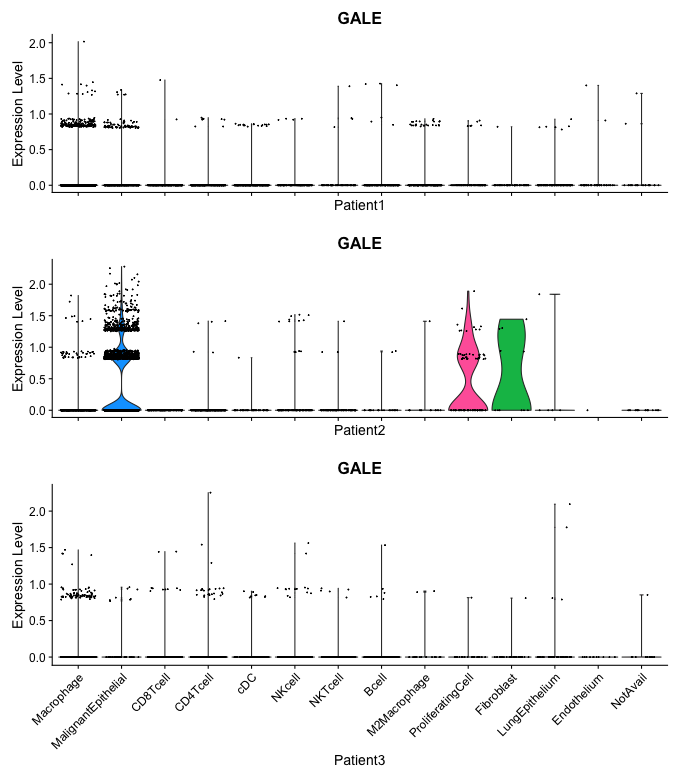 GALE
Expression Level
2.0
1.5
1.0
0.5
0.0
Patient1
GALE
Expression Level
2.0
1.5
1.0
0.5
0.0
Patient2
GALE
Expression Level
2.0
1.5
1.0
0.5
0.0
Macrophage
MalignantEpithelial
CD8Tcell
CD4Tcell
cDC
NKcell
NKTcell
Bcell
M2Macrophage
ProliferatingCell
Fibroblast
LungEpithelium
Endothelium
NotAvail
Patient3